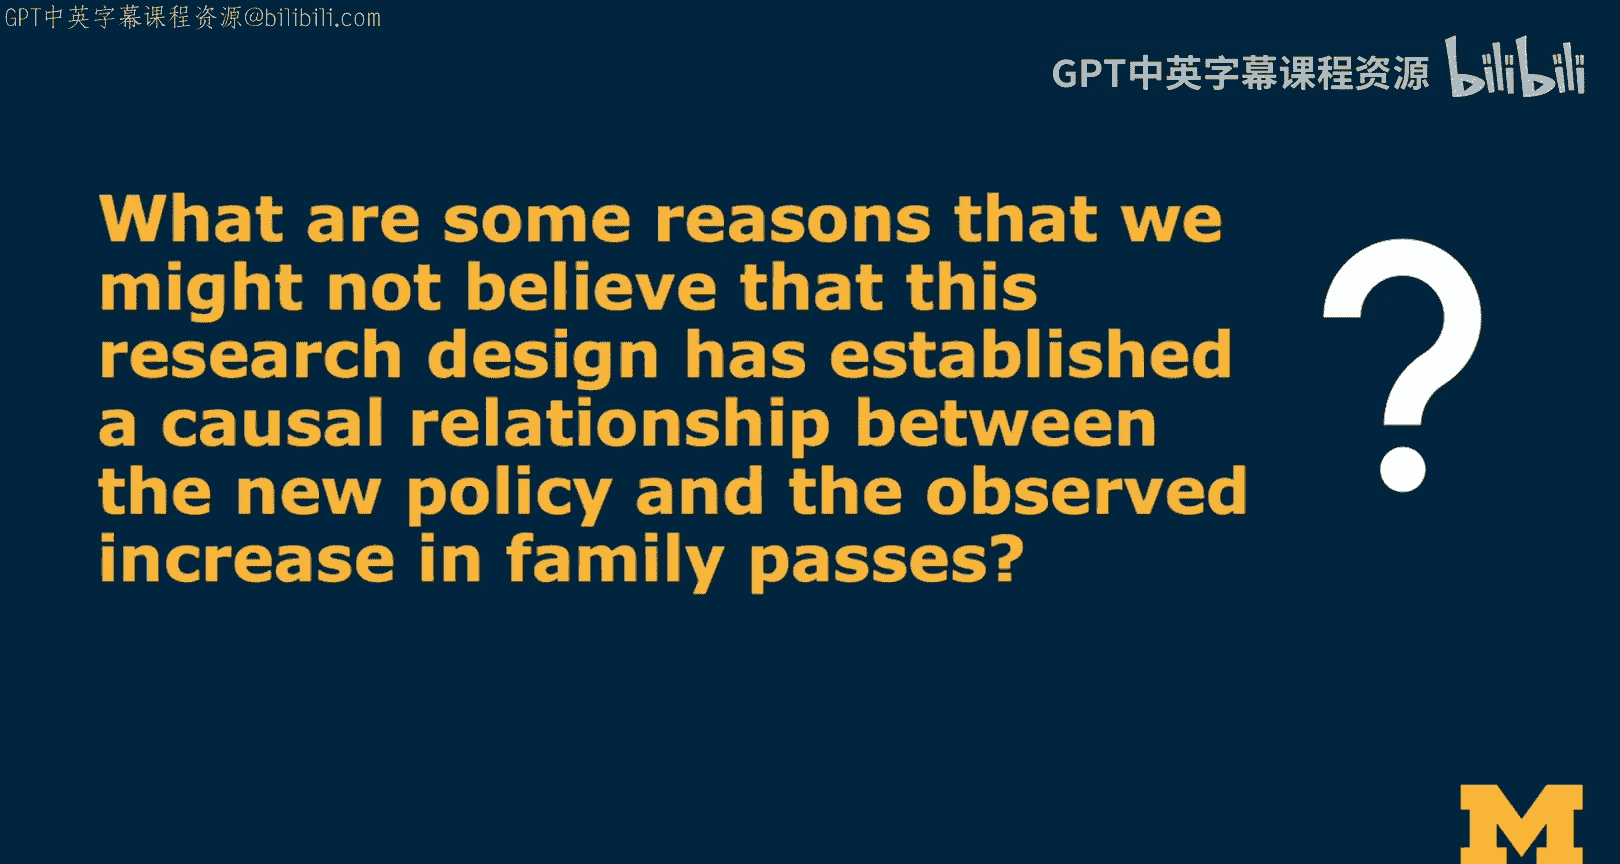 GPT中英字幕课程资源@bilibili.com
GPT中英字幕课程资源 bilibili
What are some reasons that we
might not believe that this
research design has established
a causal relationship between
the new policy and the observed
increase in family passes?
?
M